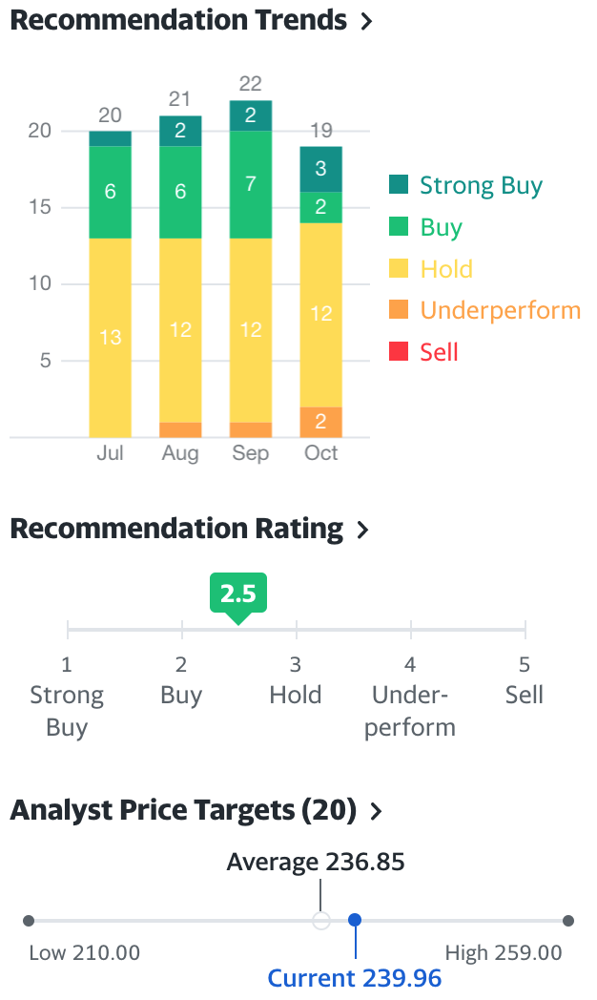 Recommendation Trends >
22
21
20
20
19
2
2
3
6
6
7
2
15
10
13
12
12
12
5
2
Jul Aug Sep Oct
Strong Buy
Buy
Hold
Underperform
Sell
Recommendation Rating >
2.5
1 2 3 4 5
Strong Buy Hold Under- Sell
Buy perform
Analyst Price Targets (20) >
Average 236.85
Low 210.00 High 259.00
Current 239.96